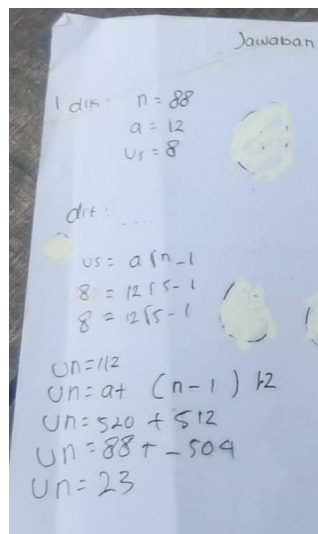 Jawaban
1 dik: n = 88
a = 12
U5 = 8
dit: ....
U5 = a r n-1
8 = 12 r 5-1
8 = 12 r 5-1
Un = 112
Un = a+ (n-1) 12
Un = 520 + 512
Un = 88 + - 504
Un = 23